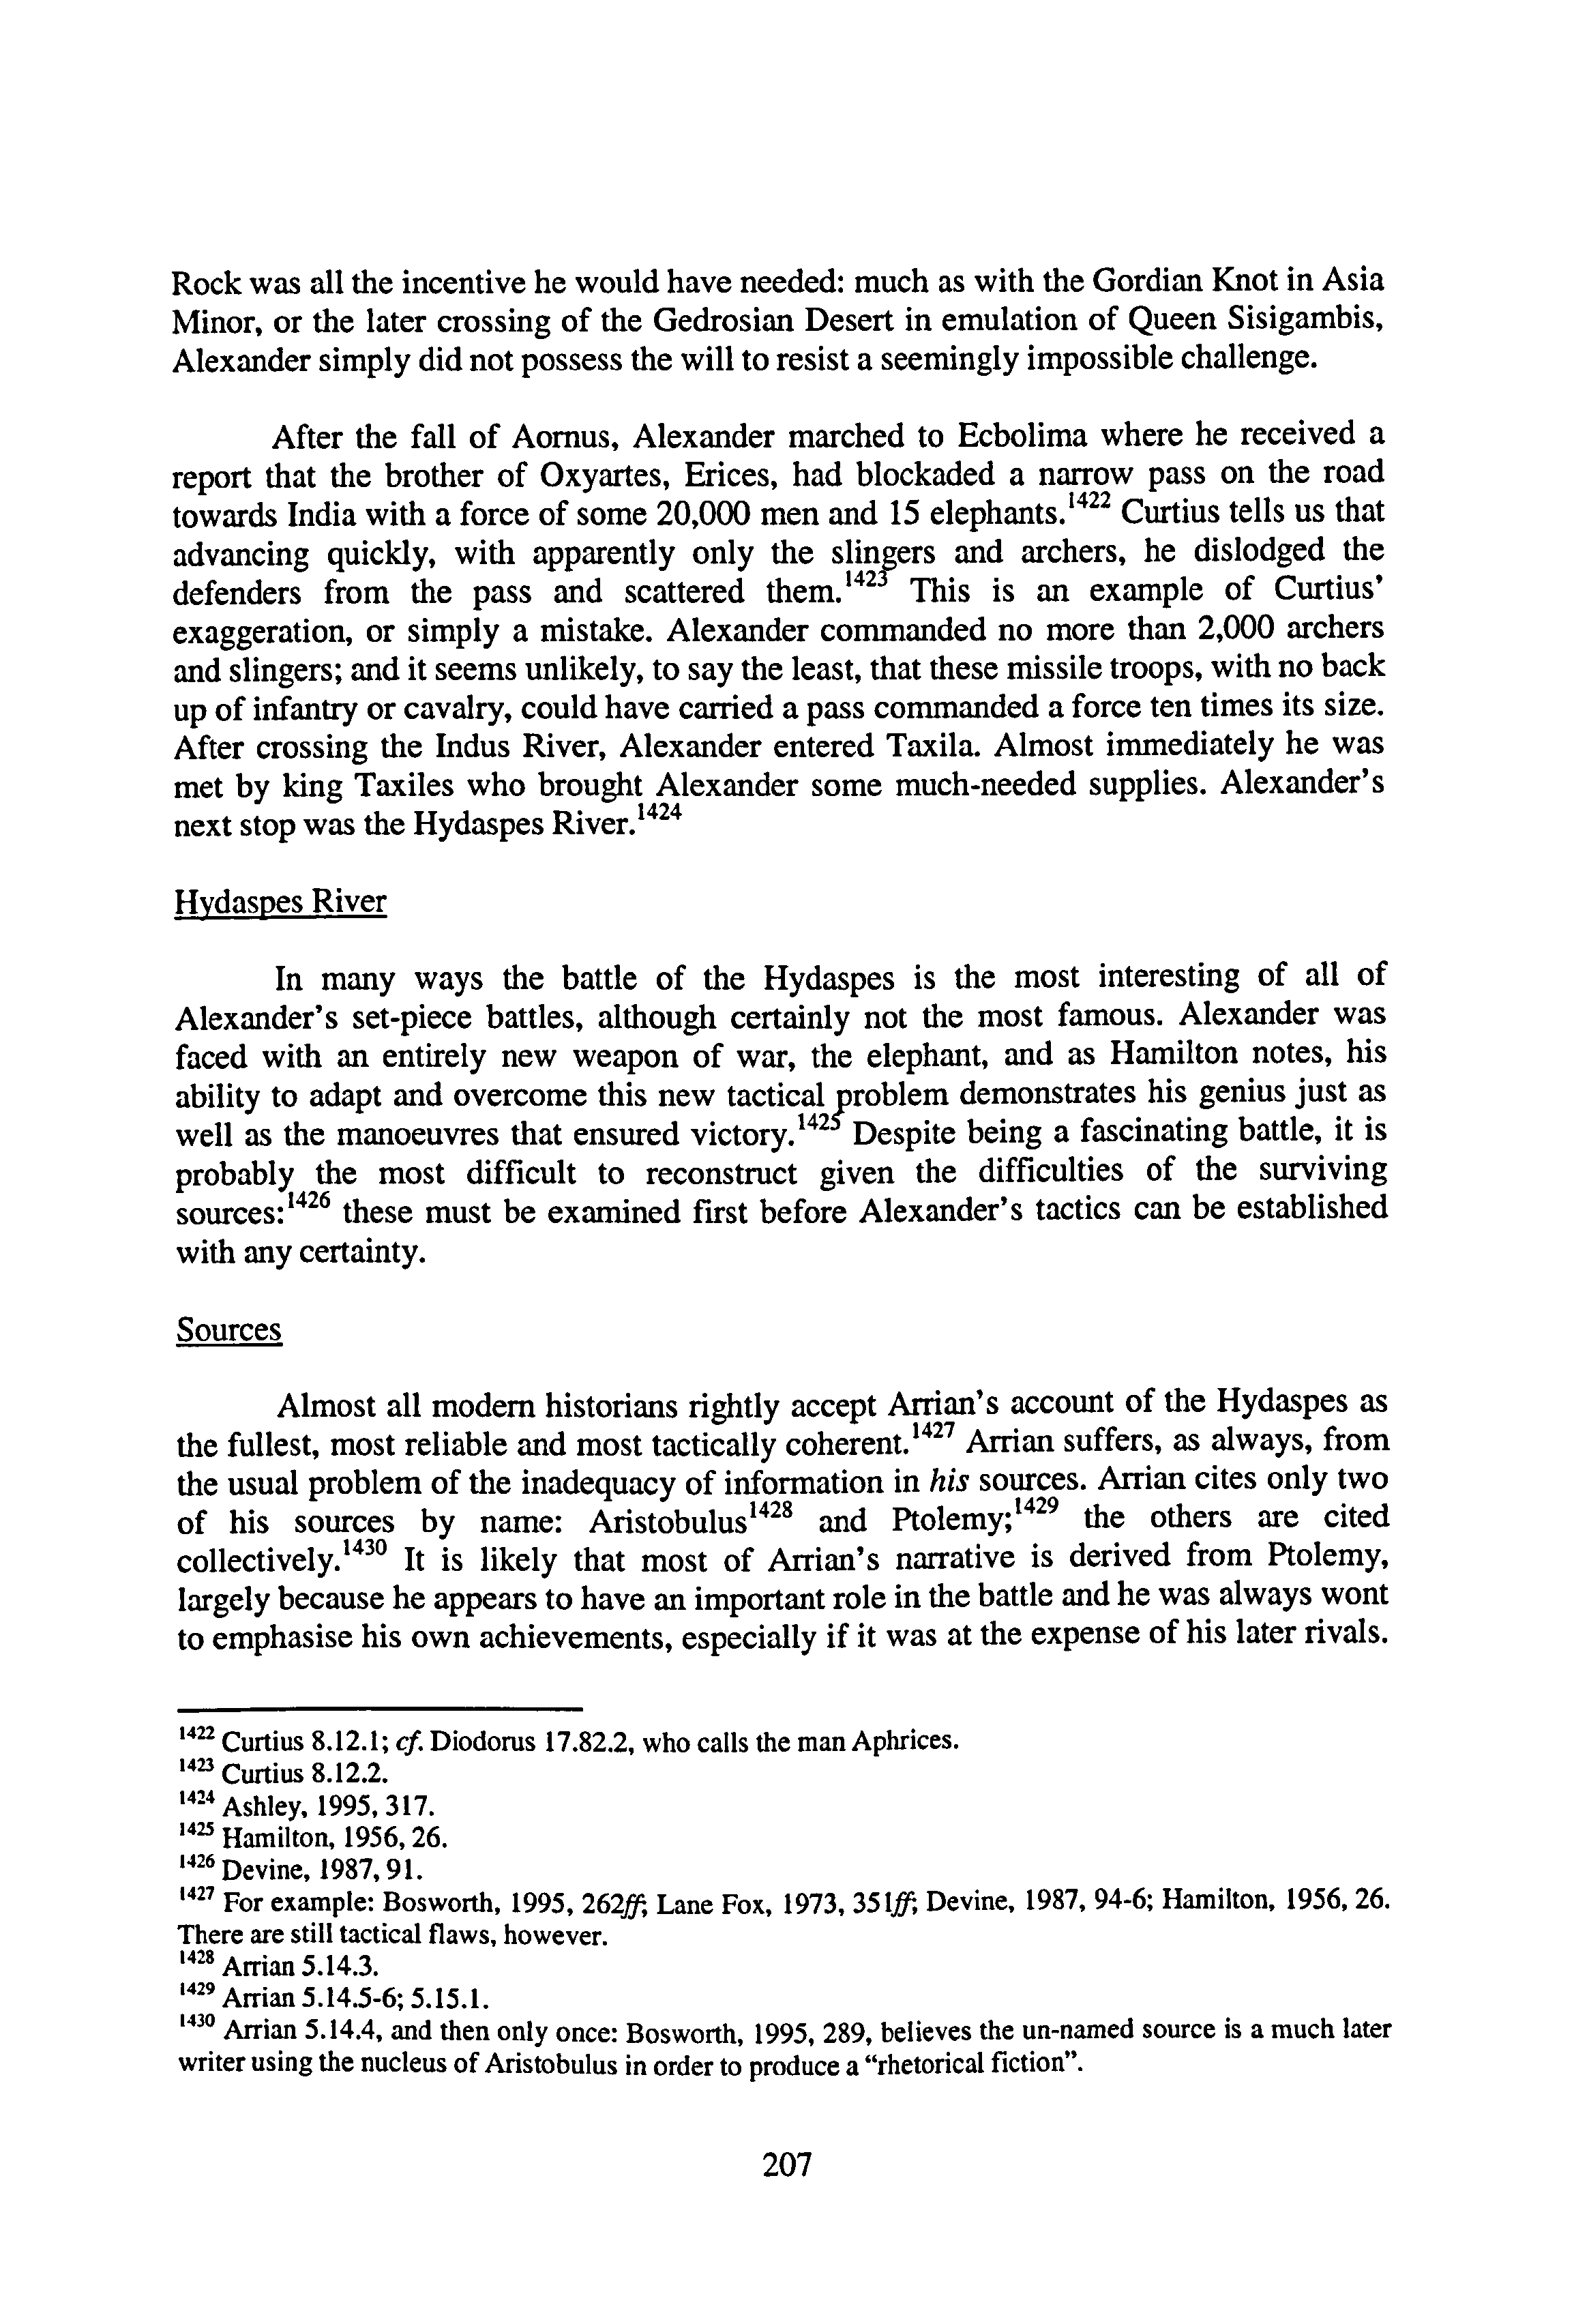 Rock was all the incentive he would have needed: much as with the Gordian Knot in Asia
Minor, or the later crossing of the Gedrosian Desert in emulation of Queen Sisigambis,
Alexander simply did not possess the will to resist a seemingly impossible challenge.
After the fall of Aornus, Alexander marched to Ecbolima where he received a
report that the brother of Oxyartes, Erices, had blockaded a narrow pass on the road
towards India with a force of some 20,000 men and 15 elephants.1422 Curtius tells us that
advancing quickly, with apparently only the slingers and archers, he dislodged the
defenders from the pass and scattered them.1423 This is an example of Curtius'
exaggeration, or simply a mistake. Alexander commanded no more than 2,000 archers
and slingers; and it seems unlikely, to say the least, that these missile troops, with no back
up of infantry or cavalry, could have carried a pass commanded a force ten times its size.
After crossing the Indus River, Alexander entered Taxila. Almost immediately he was
met by king Taxiles who brought Alexander some much-needed supplies. Alexander's
next stop was the Hydaspes River.1424
Hydaspes River
In many ways the battle of the Hydaspes is the most interesting of all of
Alexander's set-piece battles, although certainly not the most famous. Alexander was
faced with an entirely new weapon of war, the elephant, and as Hamilton notes, his
ability to adapt and overcome this new tactical problem demonstrates his genius just as
well as the manoeuvres that ensured victory.1425 Despite being a fascinating battle, it is
probably the most difficult to reconstruct given the difficulties of the surviving
sources:1426 these must be examined first before Alexander's tactics can be established
with any certainty.
Sources
Almost all modern historians rightly accept Arrian's account of the Hydaspes as
the fullest, most reliable and most tactically coherent.1427 Arrian suffers, as always, from
the usual problem of the inadequacy of information in his sources. Arrian cites only two
of his sources by name: Aristobulus1428 and Ptolemy;1429 the others are cited
collectively.1430 It is likely that most of Arrian's narrative is derived from Ptolemy,
largely because he appears to have an important role in the battle and he was always wont
to emphasise his own achievements, especially if it was at the expense of his later rivals.
1422 Curtius 8.12.1; cf. Diodorus 17.82.2, who calls the man Aphrices.
1423 Curtius 8.12.2.
1424 Ashley, 1995, 317.
1425 Hamilton, 1956, 26.
1426 Devine, 1987, 91.
1427 For example: Bosworth, 1995, 262ff; Lane Fox, 1973, 351ff; Devine, 1987, 94-6; Hamilton, 1956, 26.
There are still tactical flaws, however.
1428 Arrian 5.14.3.
1429 Arrian 5.14.5-6; 5.15.1.
1430 Arrian 5.14.4, and then only once: Bosworth, 1995, 289, believes the un-named source is a much later
writer using the nucleus of Aristobulus in order to produce a "rhetorical fiction".
207